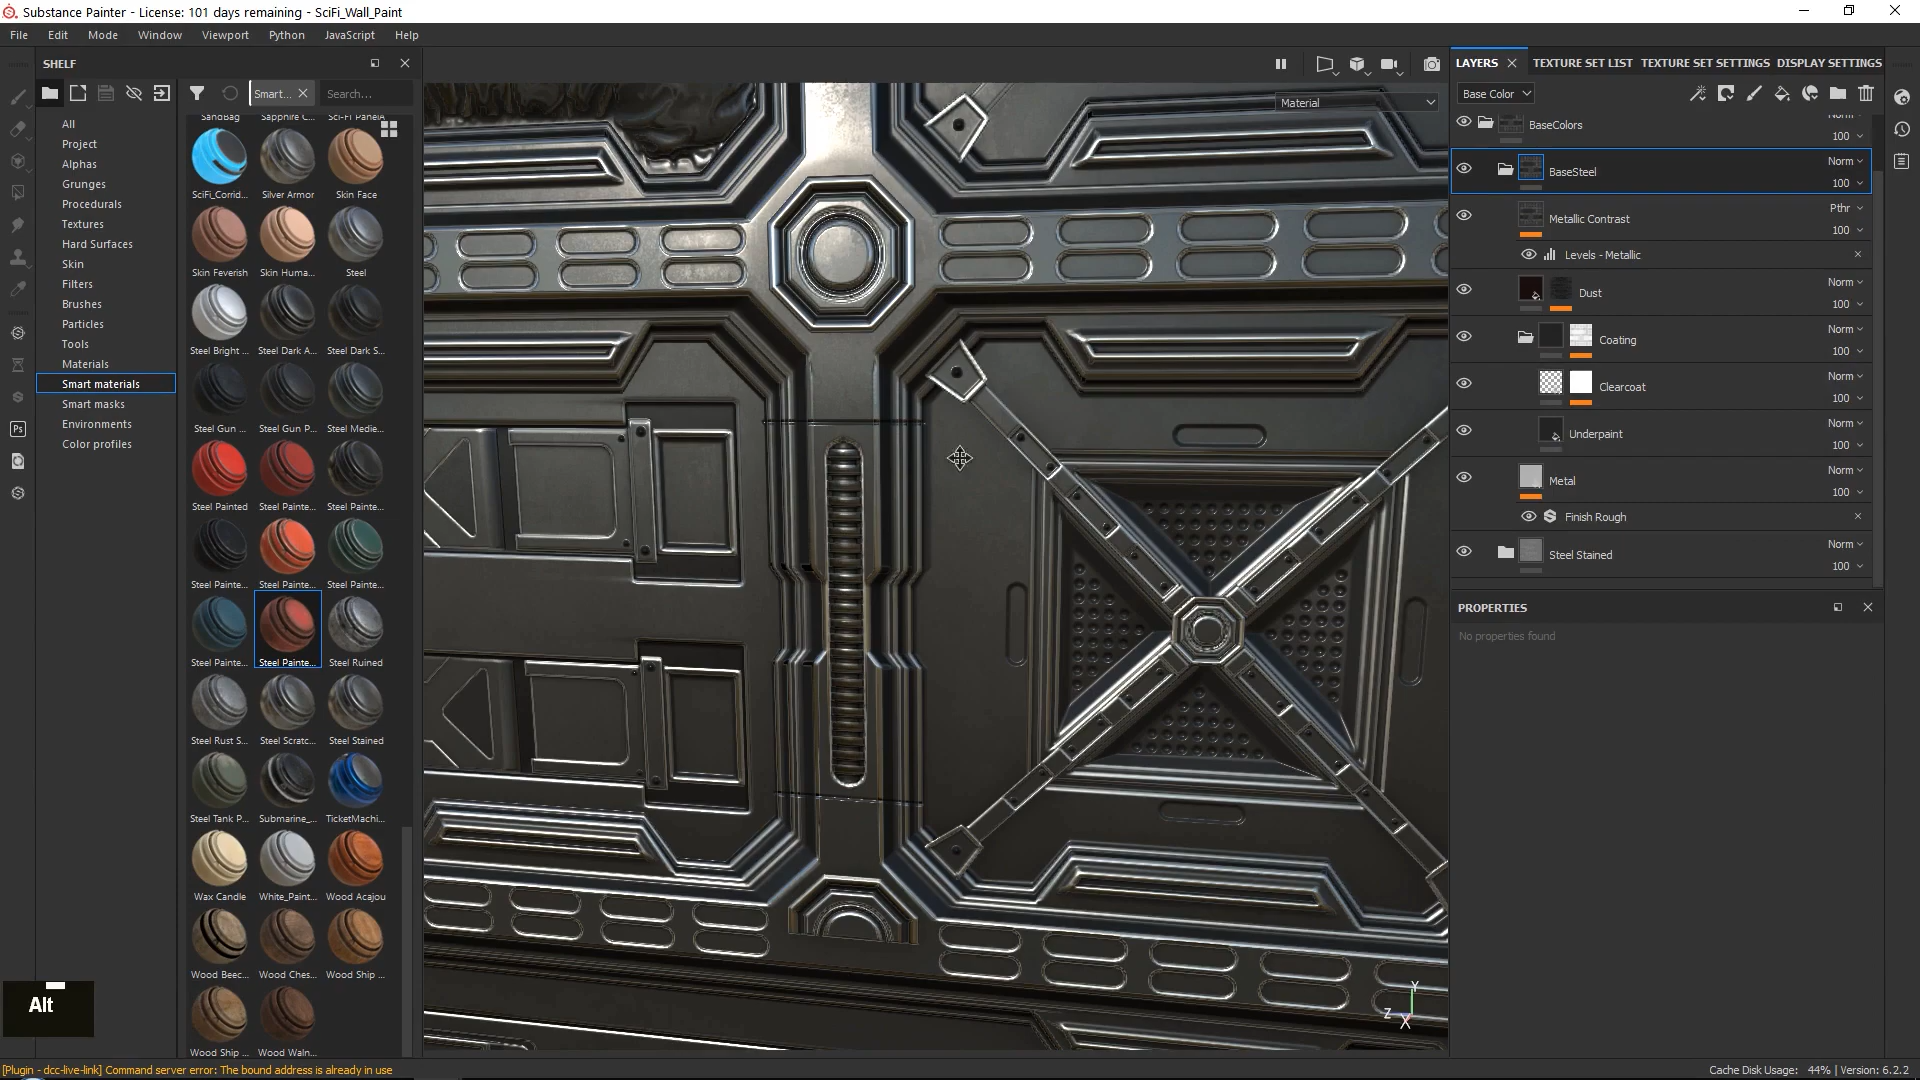 Substance Painter - License: 101 days remaining - SciFi_Wall_Paint
File Edit Mode Window Viewport Python JavaScript Help
SHELF
Smart...
Search...
All
Project
Alphas
Grunges
Procedurals
Textures
Hard Surfaces
Skin
Filters
Brushes
Particles
Tools
Materials
Smart materials
Smart masks
Environments
Color profiles
SandBag Sapphire C... Sci-Fi PanelA
SciFi_Corrid... Silver Armor Skin Face
Skin Feverish Skin Huma... Steel
Steel Bright ... Steel Dark A... Steel Dark S...
Steel Gun ... Steel Gun P... Steel Medie...
Steel Painted Steel Painte... Steel Painte...
Steel Painte... Steel Painte... Steel Painte...
Steel Painte... Steel Painte... Steel Ruined
Steel Rust S... Steel Scratc... Steel Stained
Steel Tank P... Submarine_... TicketMachi...
Wax Candle White_Paint... Wood Acajou
Wood Beec... Wood Ches... Wood Ship ...
Wood Ship ... Wood Waln...
Alt
Material
Y
Z
X
LAYERS TEXTURE SET LIST TEXTURE SET SETTINGS DISPLAY SETTINGS
Base Color
Norm
BaseColors
100
Norm
BaseSteel
100
Pthr
Metallic Contrast
100
Levels - Metallic
Norm
Dust
100
Norm
Coating
100
Norm
Clearcoat
100
Norm
Underpaint
100
Norm
Metal
100
Finish Rough
Norm
Steel Stained
100
PROPERTIES
No properties found
Ps
[Plugin - dcc-live-link] Command server error: The bound address is already in use
Cache Disk Usage: 44% | Version: 6.2.2